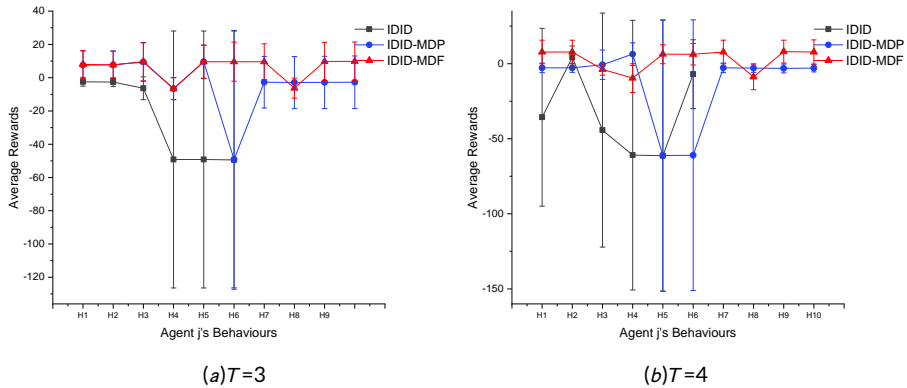 40
20
0
-20
-40
-60
-80
-100
-120
Average Rewards
H1 H2 H3 H4 H5 H6 H7 H8 H9
Agent j's Behaviours
IDID
IDID-MDP
IDID-MDF
(a)T=3
0
-50
-100
-150
Average Rewards
H1 H2 H3 H4 H5 H6 H7 H8 H9 H10
Agent j's Behaviours
IDID
IDID-MDP
IDID-MDF
(b)T=4